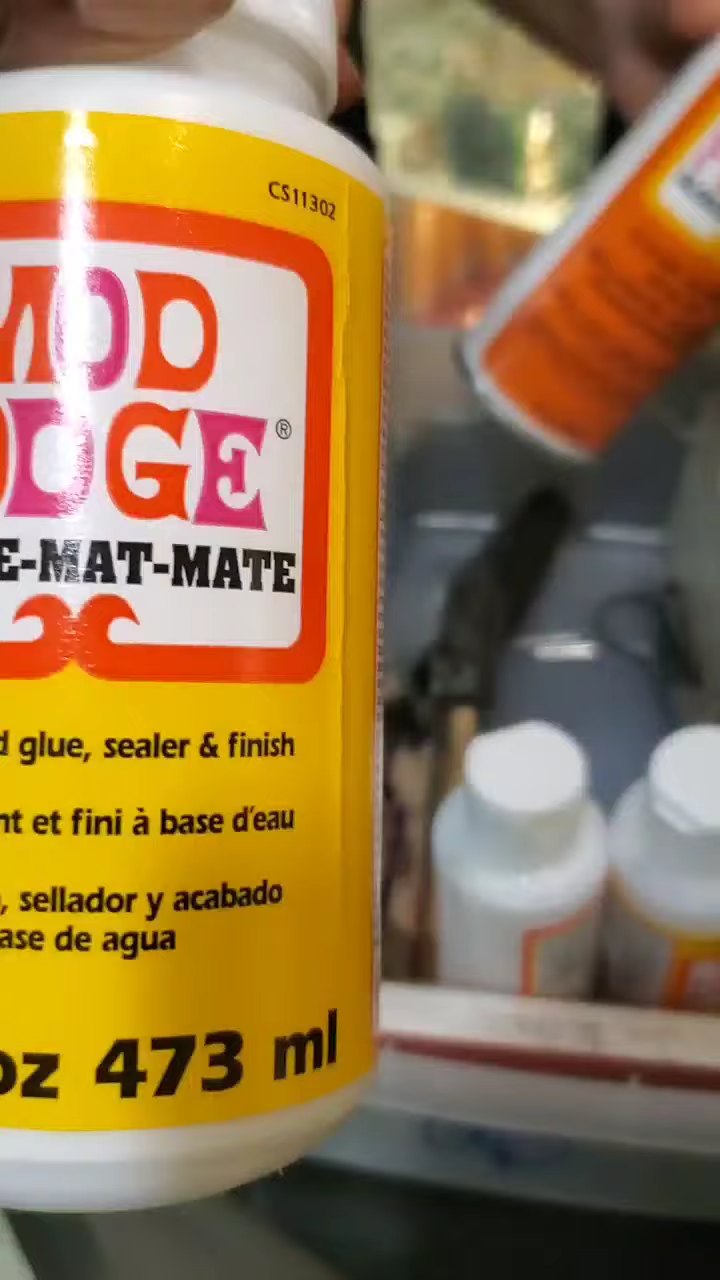 CS11302
MOD
ODGE®
E-MAT-MATE
d glue, sealer & finish
nt et fini à base d'eau
, sellador y acabado
ase de agua
oz 473 ml